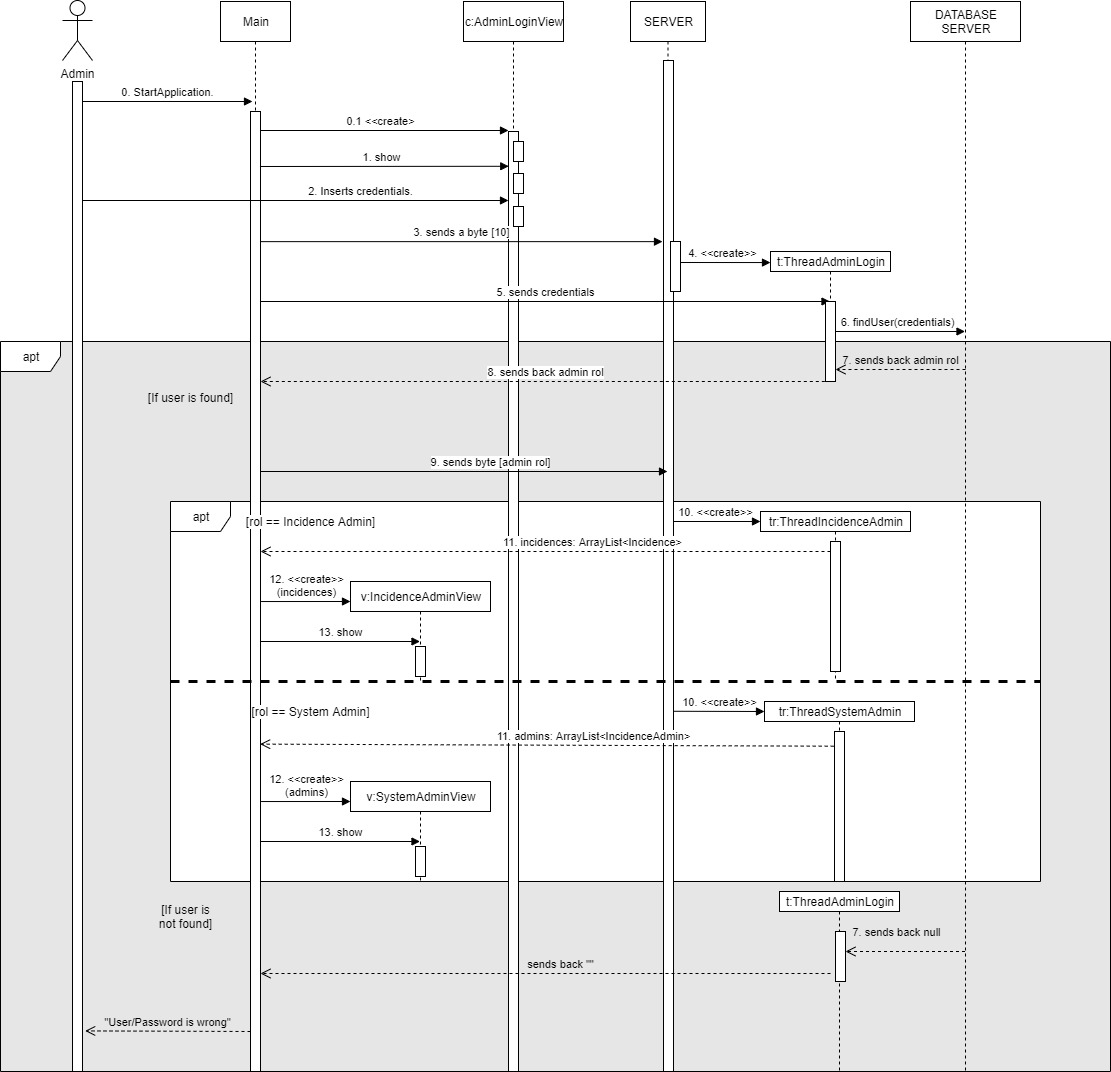 Main
c:AdminLoginView
SERVER
DATABASE
SERVER
Admin
0. StartApplication.
0.1 <<create>
1. show
2. Inserts credentials.
3. sends a byte [10]
4. <<create>>
t:ThreadAdminLogin
5. sends credentials
6. findUser(credentials)
apt
7. sends back admin rol
8. sends back admin rol
[If user is found]
9. sends byte [admin rol]
apt
[rol == Incidence Admin]
10. <<create>>
tr:ThreadIncidenceAdmin
11. incidences: ArrayList<Incidence>
12. <<create>>
(incidences)
v:IncidenceAdminView
13. show
[rol == System Admin]
10. <<create>>
tr:ThreadSystemAdmin
11. admins: ArrayList<IncidenceAdmin>
12. <<create>>
(admins)
v:SystemAdminView
13. show
[If user is
not found]
t:ThreadAdminLogin
7. sends back null
sends back ""
"User/Password is wrong"